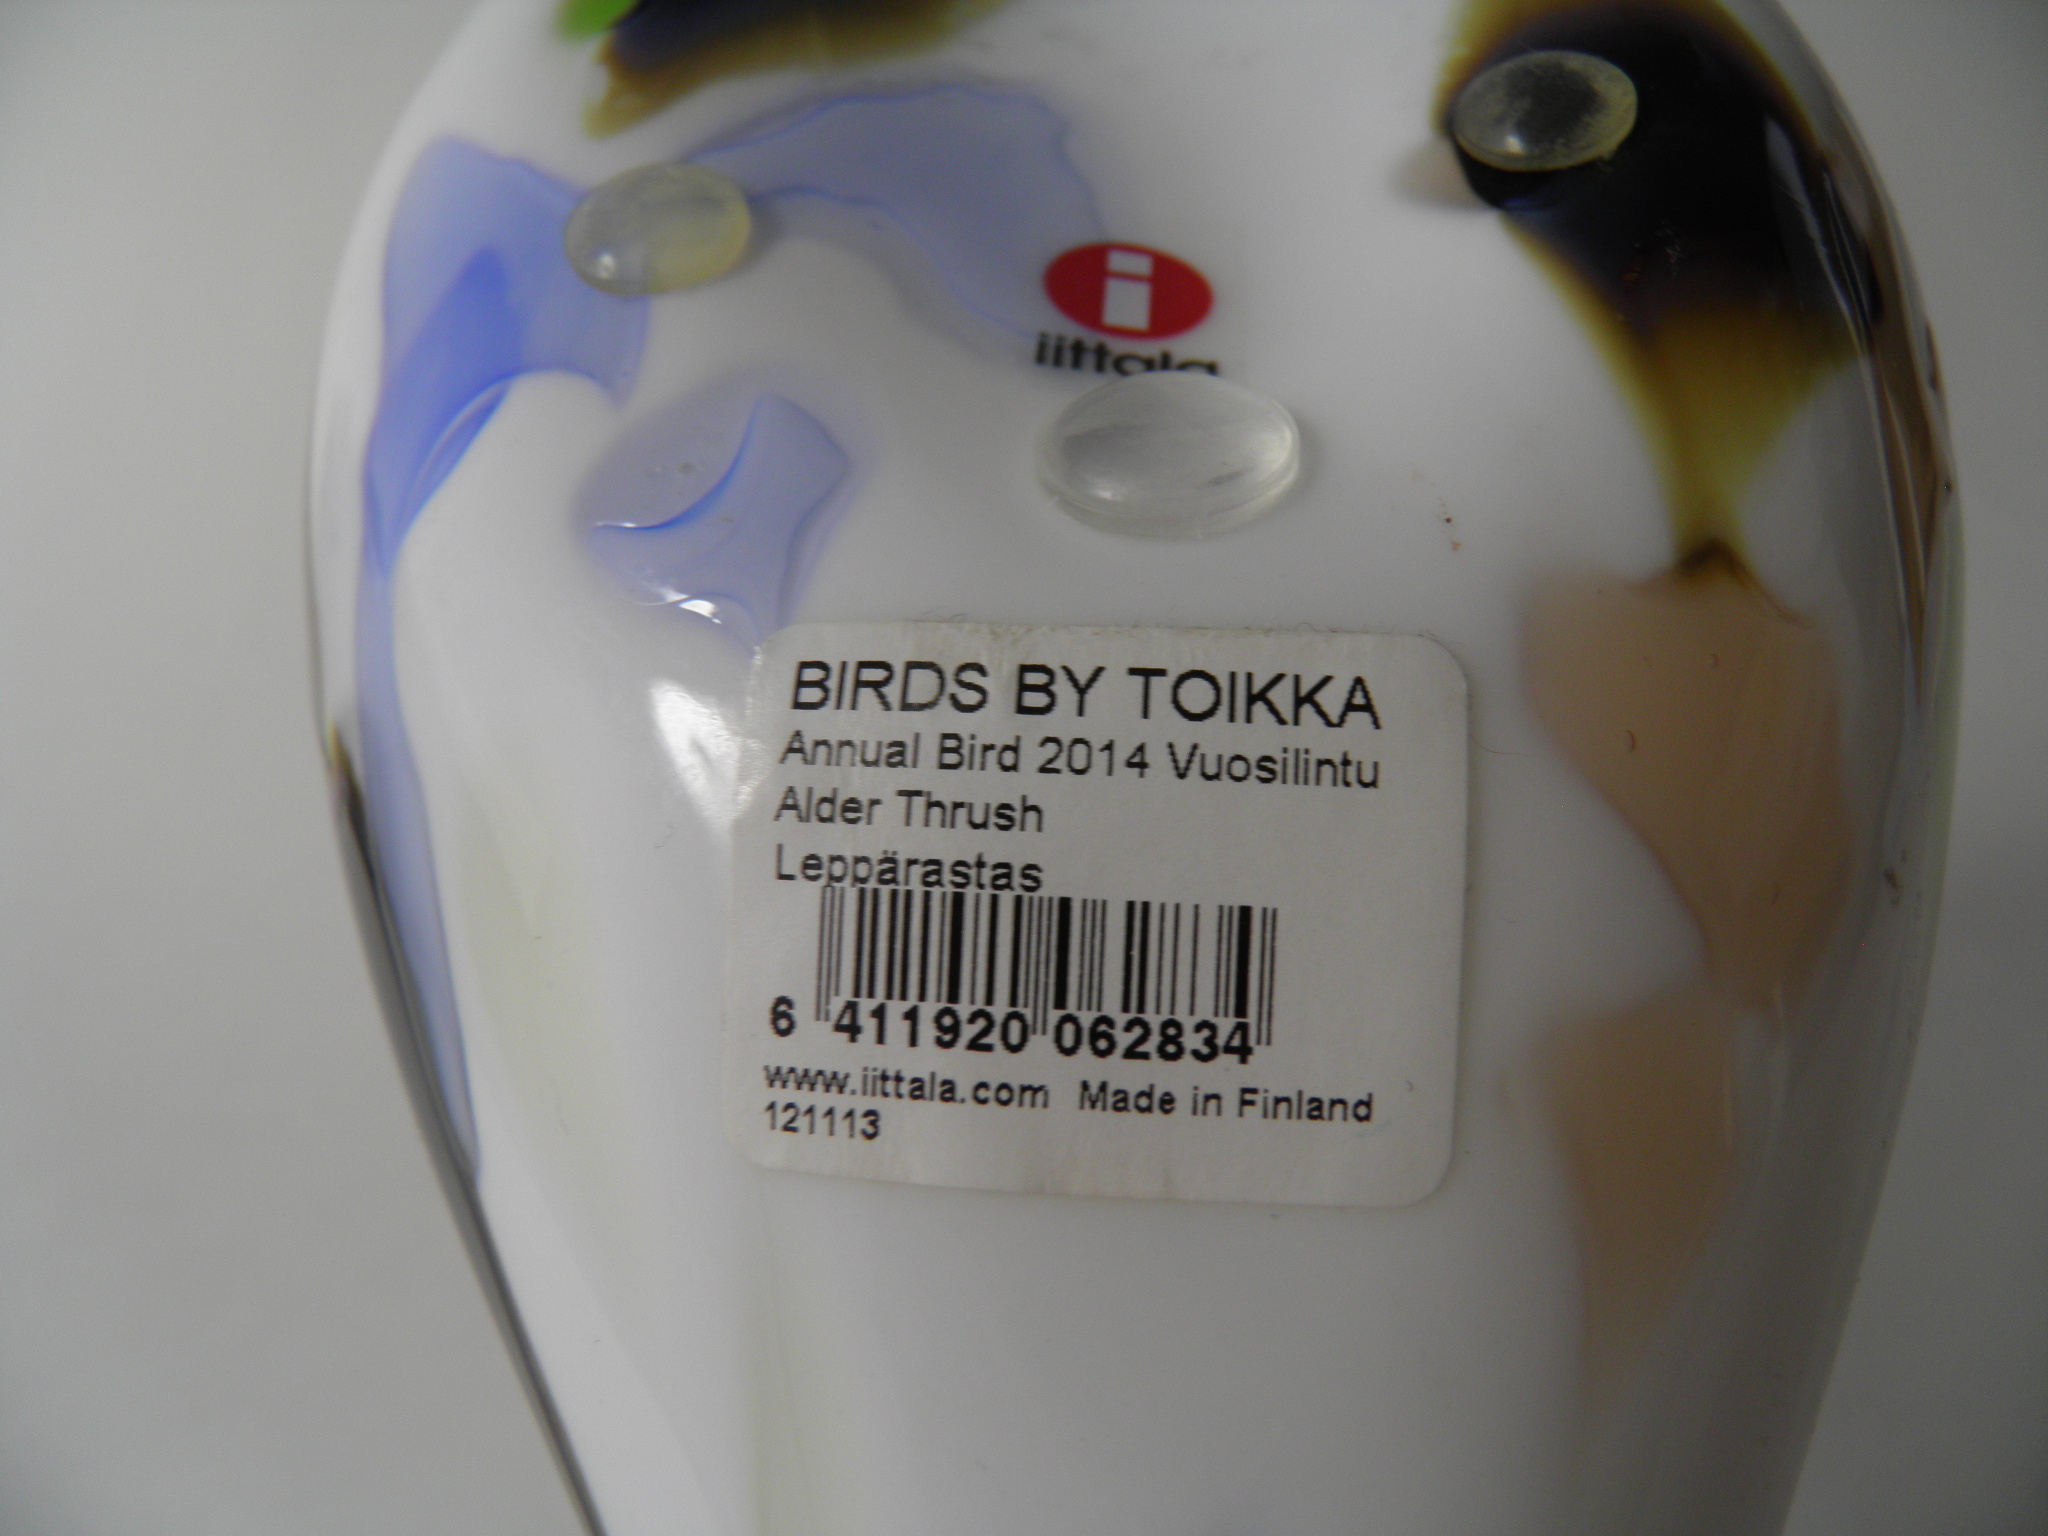 i
iittala
BIRDS BY TOIKKA
Annual Bird 2014 Vuosilintu
Alder Thrush
Leppärastas
6 411920 062834
www.iittala.com Made in Finland
121113